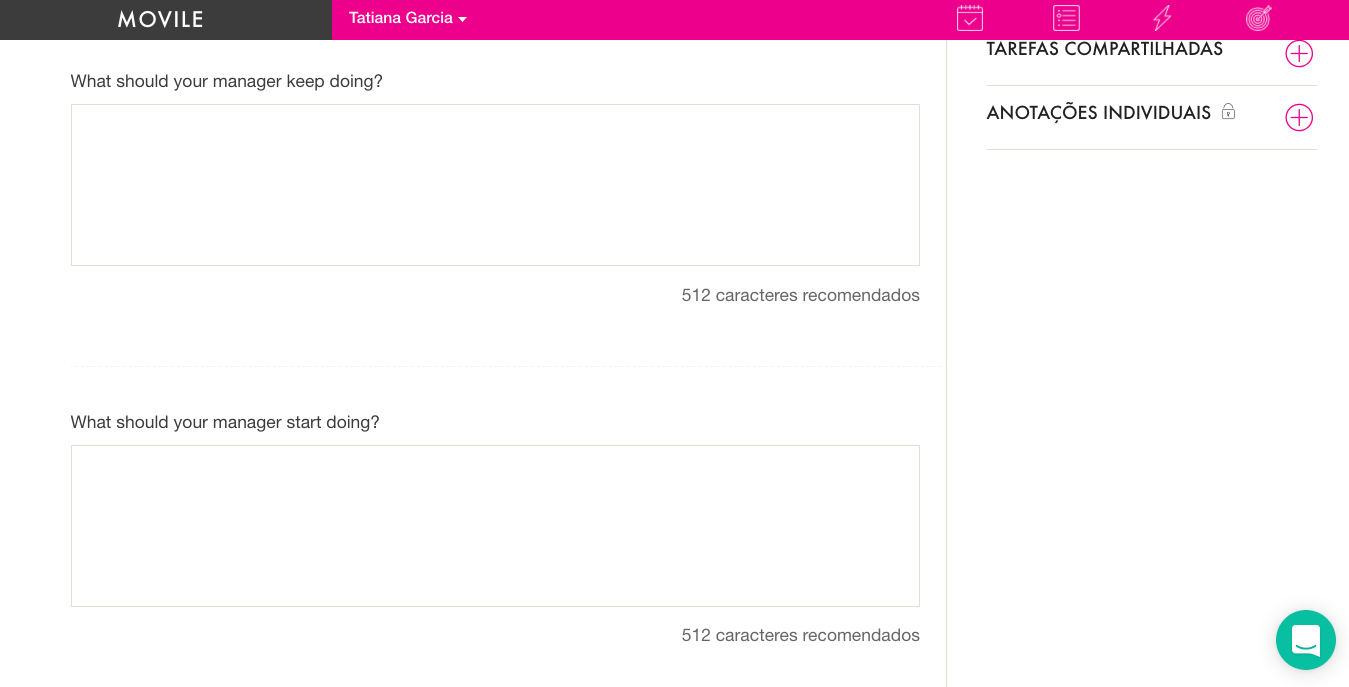 MOVILE
Tatiana Garcia
What should your manager keep doing?
512 caracteres recomendados
What should your manager start doing?
512 caracteres recomendados
TAREFAS COMPARTILHADAS
ANOTAÇÕES INDIVIDUAIS